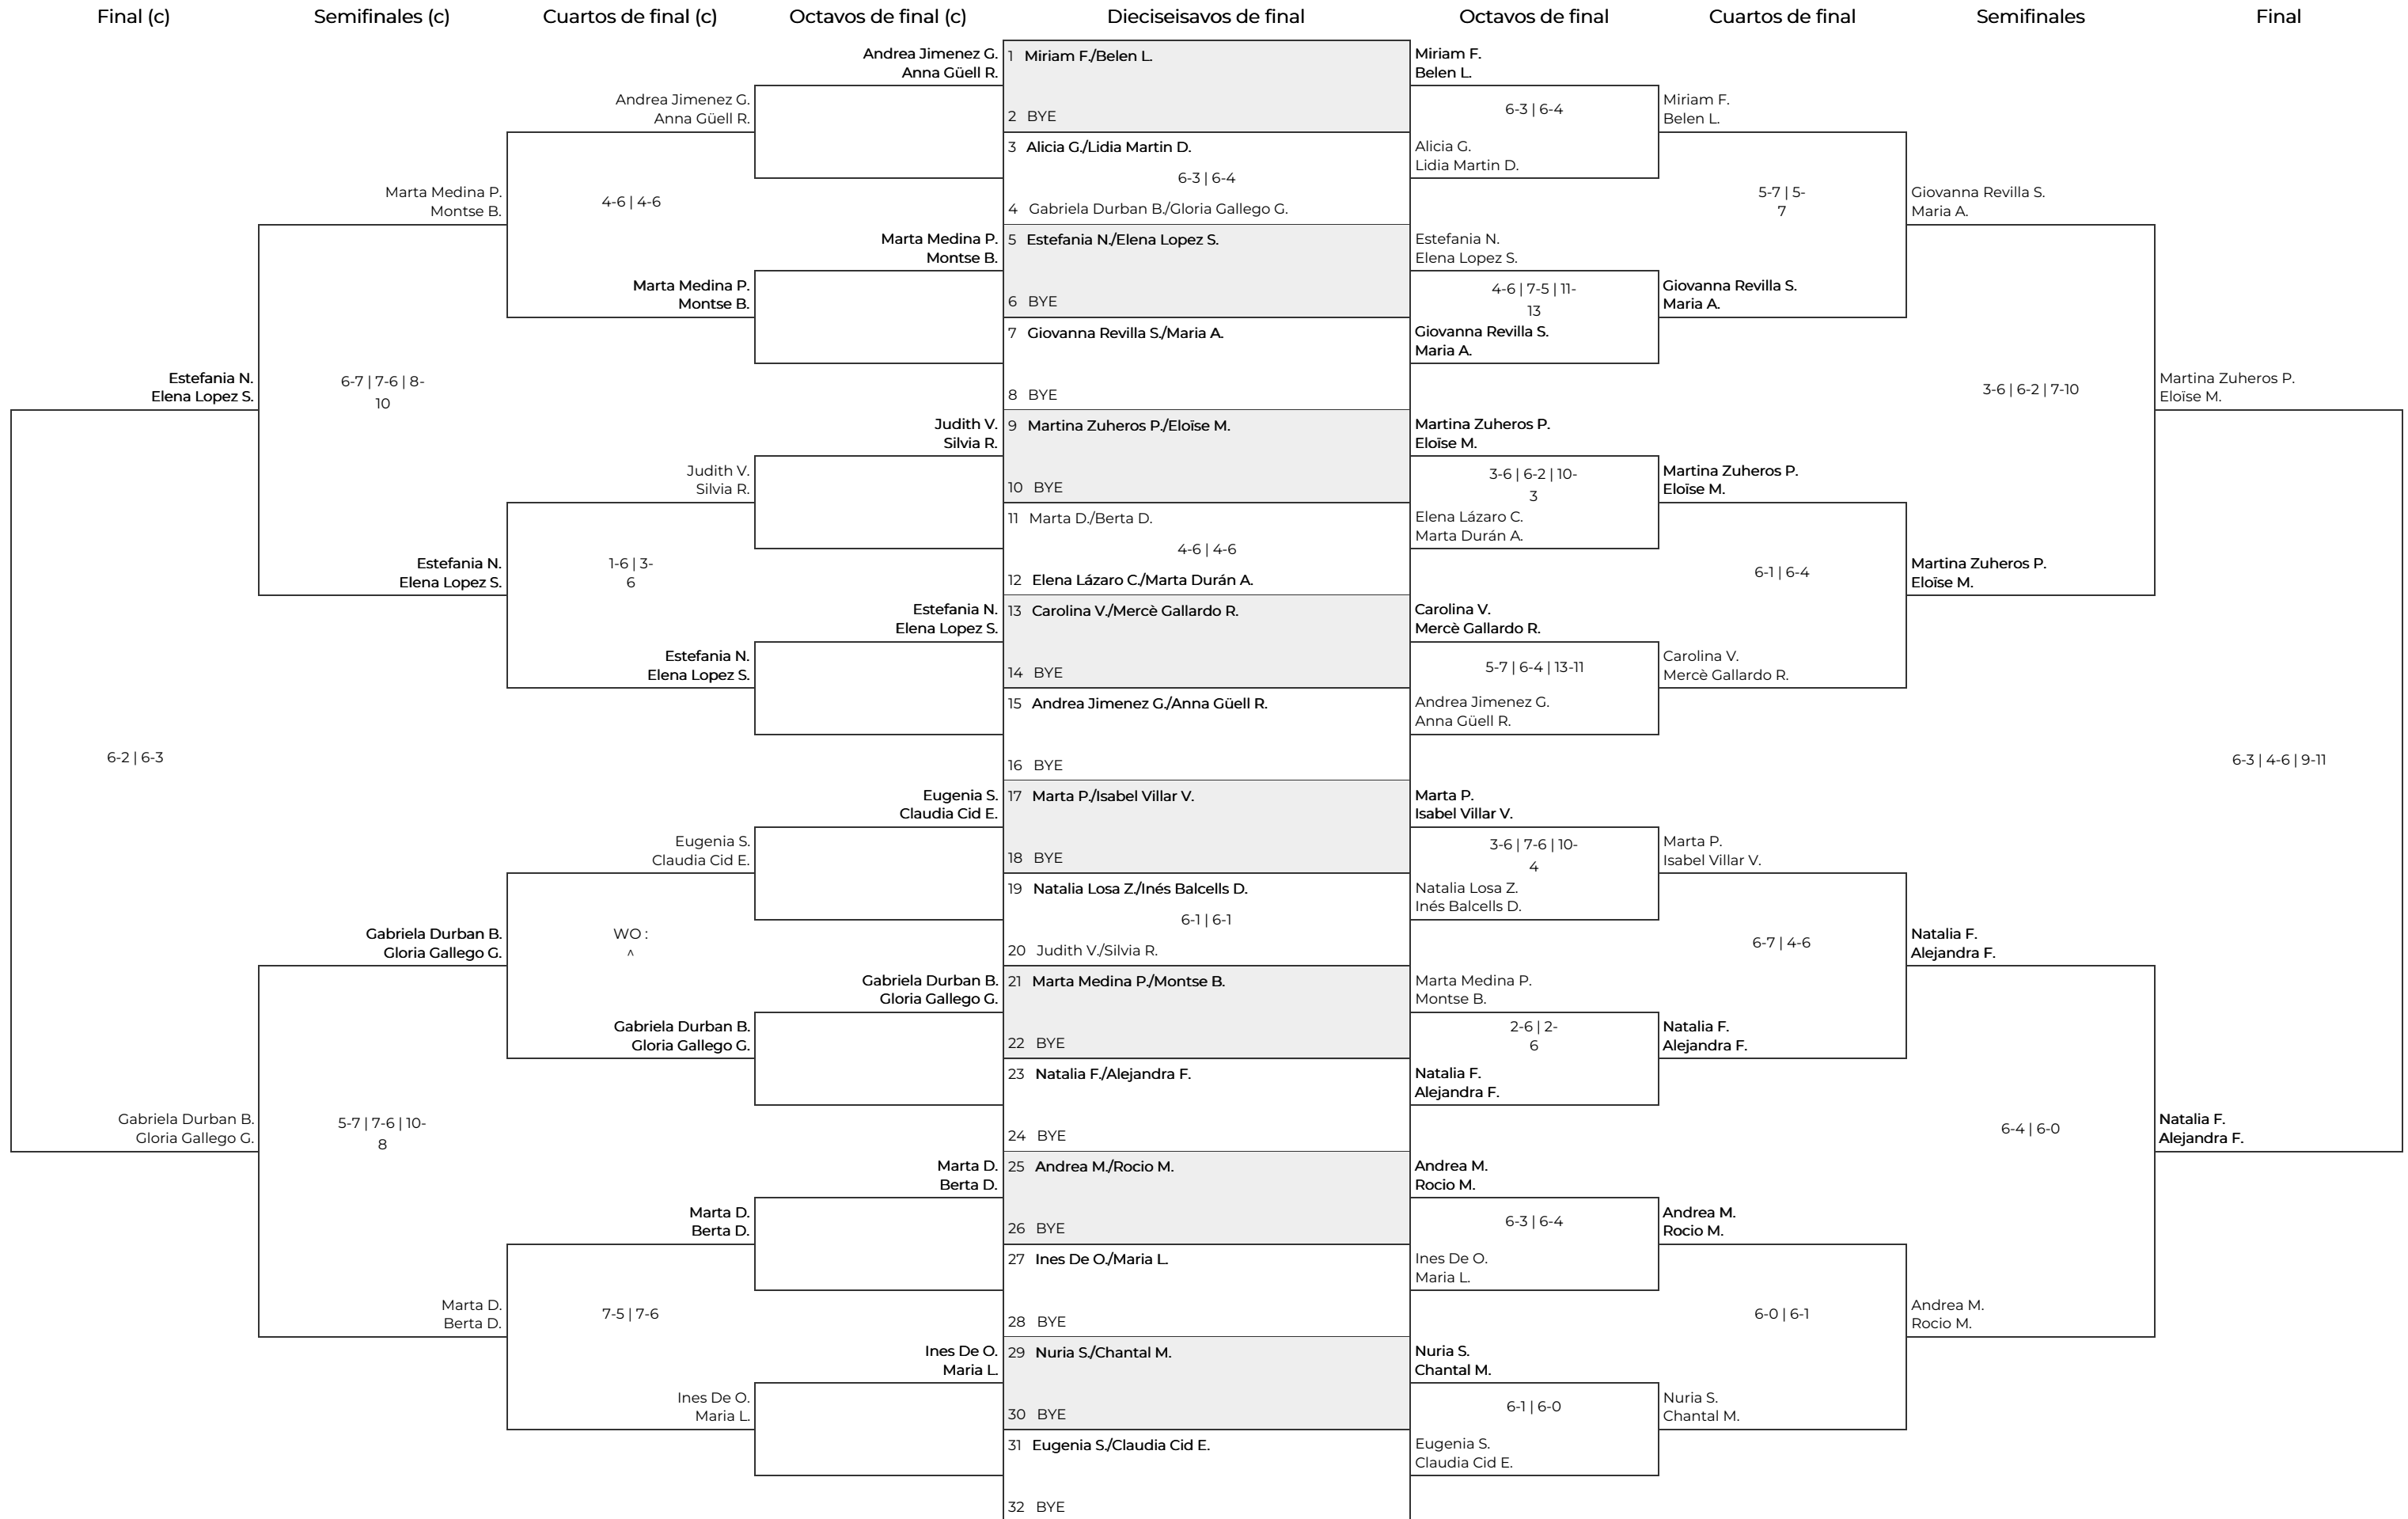 Final (c)
Semifinales (c)
Cuartos de final (c)
Octavos de final (c)
Dieciseisavos de final
Octavos de final
Cuartos de final
Semifinales
Final
Estefania N.
Elena Lopez S.
6-2 | 6-3
Gabriela Durban B.
Gloria Gallego G.
Marta Medina P.
Montse B.
6-7 | 7-6 | 8-
10
Estefania N.
Elena Lopez S.
Gabriela Durban B.
Gloria Gallego G.
5-7 | 7-6 | 10-
8
Marta D.
Berta D.
Andrea Jimenez G.
Anna Güell R.
4-6 | 4-6
Marta Medina P.
Montse B.
Judith V.
Silvia R.
1-6 | 3-
6
Estefania N.
Elena Lopez S.
Eugenia S.
Claudia Cid E.
WO :
^
Gabriela Durban B.
Gloria Gallego G.
Marta D.
Berta D.
7-5 | 7-6
Ines De O.
Maria L.
Andrea Jimenez G.
Anna Güell R.
Marta Medina P.
Montse B.
Judith V.
Silvia R.
Estefania N.
Elena Lopez S.
Eugenia S.
Claudia Cid E.
Gabriela Durban B.
Gloria Gallego G.
Marta D.
Berta D.
Ines De O.
Maria L.
1 Miriam F./Belen L.
2 BYE
3 Alicia G./Lidia Martin D.
6-3 | 6-4
4 Gabriela Durban B./Gloria Gallego G.
5 Estefania N./Elena Lopez S.
6 BYE
7 Giovanna Revilla S./Maria A.
8 BYE
9 Martina Zuheros P./Eloïse M.
10 BYE
11 Marta D./Berta D.
4-6 | 4-6
12 Elena Lázaro C./Marta Durán A.
13 Carolina V./Mercè Gallardo R.
14 BYE
15 Andrea Jimenez G./Anna Güell R.
16 BYE
17 Marta P./Isabel Villar V.
18 BYE
19 Natalia Losa Z./Inés Balcells D.
6-1 | 6-1
20 Judith V./Silvia R.
21 Marta Medina P./Montse B.
22 BYE
23 Natalia F./Alejandra F.
24 BYE
25 Andrea M./Rocio M.
26 BYE
27 Ines De O./Maria L.
28 BYE
29 Nuria S./Chantal M.
30 BYE
31 Eugenia S./Claudia Cid E.
32 BYE
Miriam F.
Belen L.
6-3 | 6-4
Alicia G.
Lidia Martin D.
Estefania N.
Elena Lopez S.
4-6 | 7-5 | 11-
13
Giovanna Revilla S.
Maria A.
Martina Zuheros P.
Eloïse M.
3-6 | 6-2 | 10-
3
Elena Lázaro C.
Marta Durán A.
Carolina V.
Mercè Gallardo R.
5-7 | 6-4 | 13-11
Andrea Jimenez G.
Anna Güell R.
Marta P.
Isabel Villar V.
3-6 | 7-6 | 10-
4
Natalia Losa Z.
Inés Balcells D.
Marta Medina P.
Montse B.
2-6 | 2-
6
Natalia F.
Alejandra F.
Andrea M.
Rocio M.
6-3 | 6-4
Ines De O.
Maria L.
Nuria S.
Chantal M.
6-1 | 6-0
Eugenia S.
Claudia Cid E.
Miriam F.
Belen L.
5-7 | 5-
7
Giovanna Revilla S.
Maria A.
Martina Zuheros P.
Eloïse M.
6-1 | 6-4
Carolina V.
Mercè Gallardo R.
Marta P.
Isabel Villar V.
6-7 | 4-6
Natalia F.
Alejandra F.
Andrea M.
Rocio M.
6-0 | 6-1
Nuria S.
Chantal M.
Giovanna Revilla S.
Maria A.
3-6 | 6-2 | 7-10
Martina Zuheros P.
Eloïse M.
Natalia F.
Alejandra F.
6-4 | 6-0
Andrea M.
Rocio M.
Martina Zuheros P.
Eloïse M.
6-3 | 4-6 | 9-11
Natalia F.
Alejandra F.